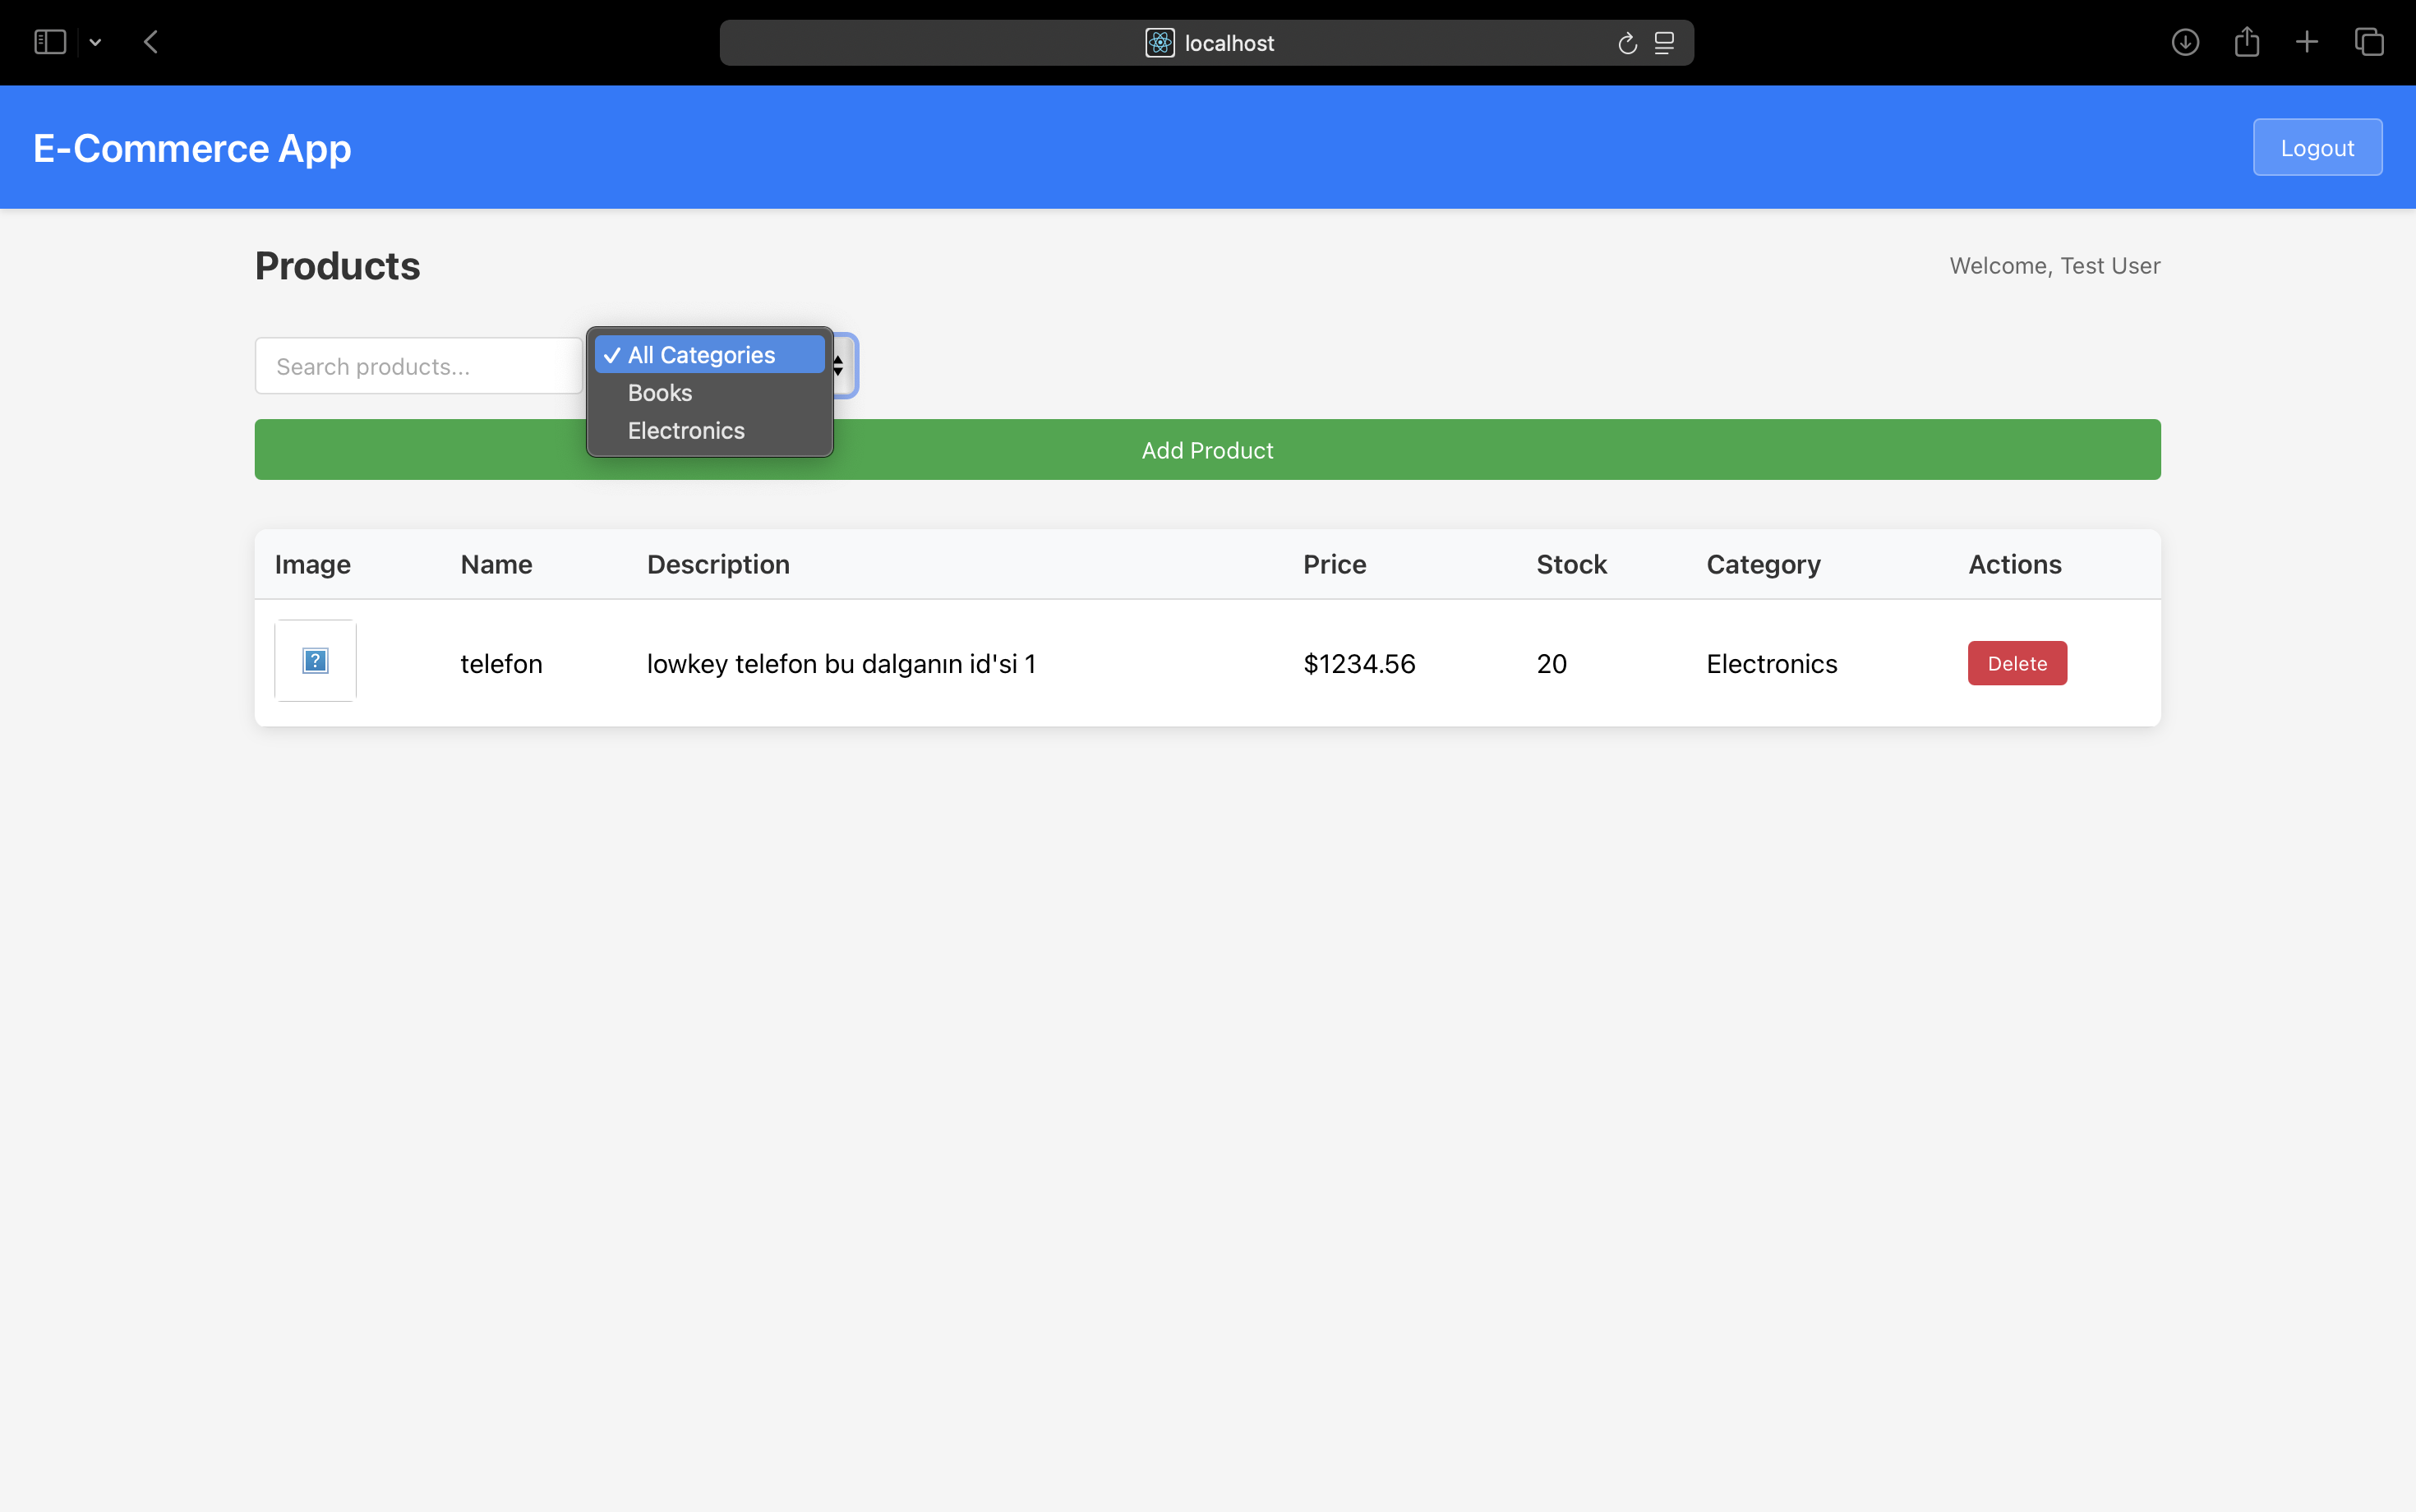 localhost
E-Commerce App
Logout
Products
Welcome, Test User
Search products...
✓ All Categories
Books
Electronics
Add Product
Image Name Description Price Stock Category Actions
telefon lowkey telefon bu dalganın id'si 1 $1234.56 20 Electronics Delete